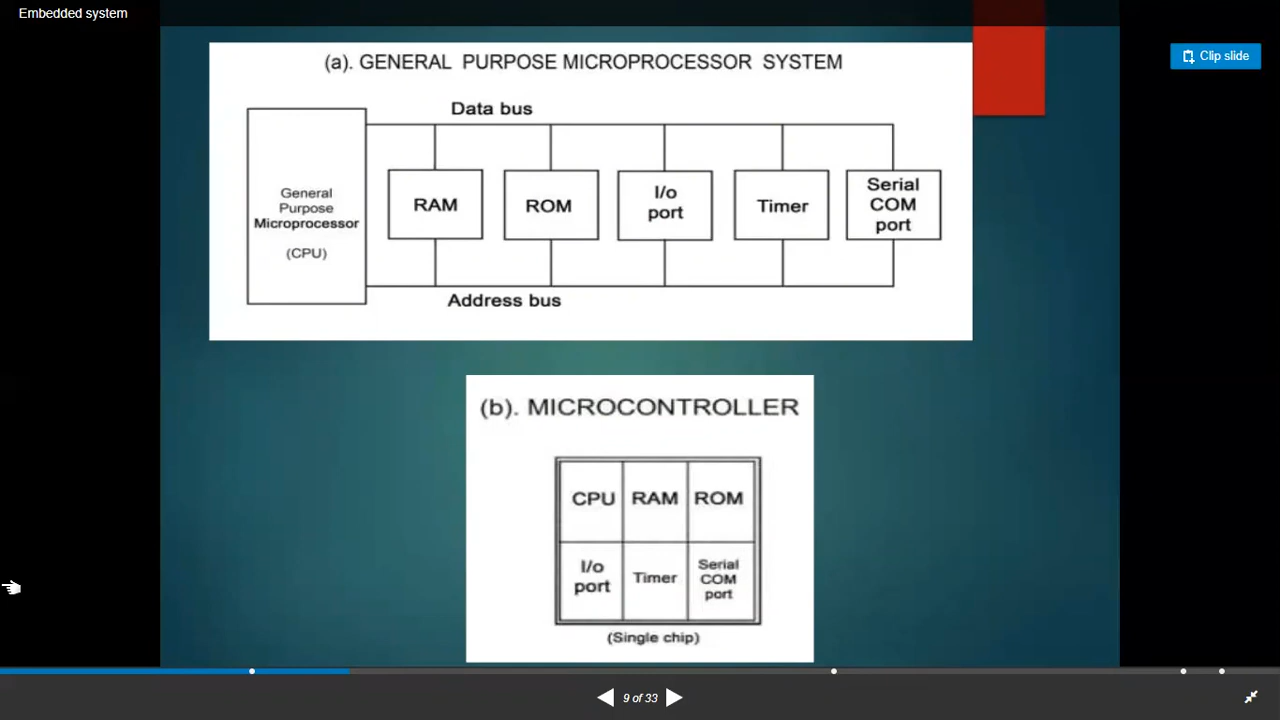 Embedded system
Clip slide
(a). GENERAL PURPOSE MICROPROCESSOR SYSTEM
Data bus
General
Purpose
Microprocessor
(CPU)
RAM
ROM
I/o
port
Timer
Serial
COM
port
Address bus
(b). MICROCONTROLLER
CPU
RAM
ROM
I/o
port
Timer
Serial
COM
port
(Single chip)
9 of 33